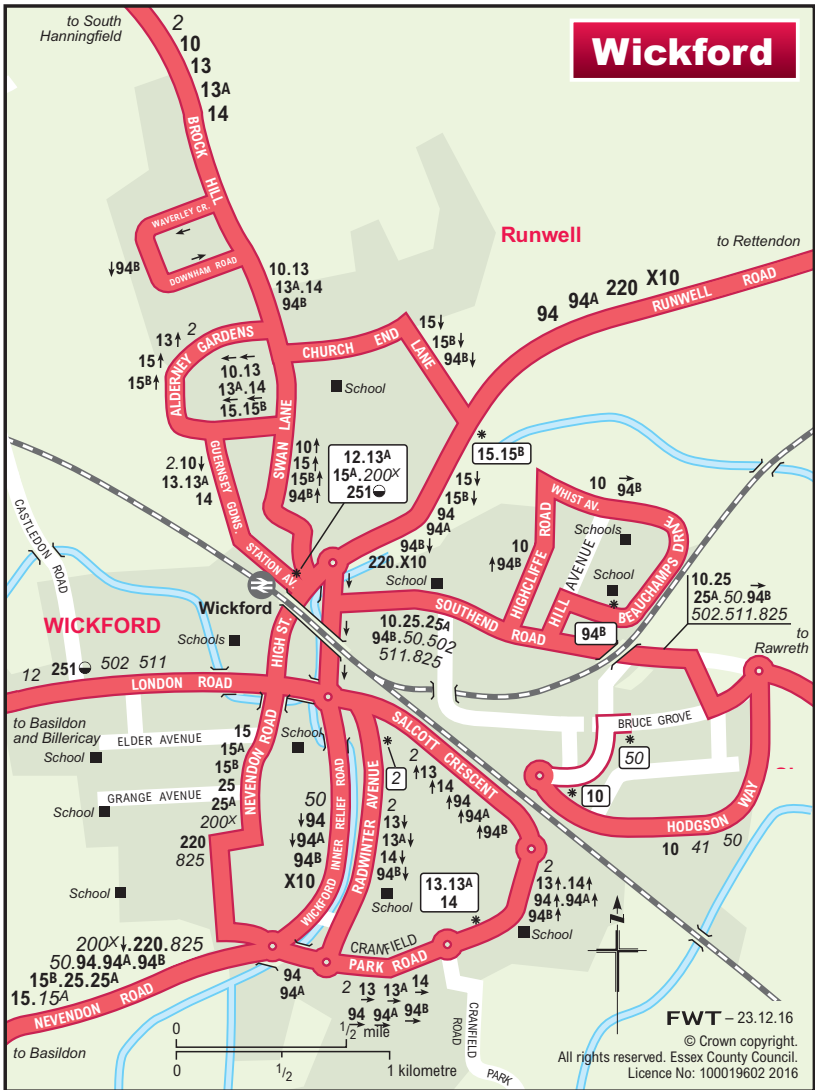 Wickford
to South
Hanningfield
2
10
13
13A
14
BROCK HILL
WAVERLEY CR.
←
→
DOWNHAM ROAD
↓94B
10.13
13A.14
94B
Runwell
to Rettendon
94 94A 220 X10
RUNWELL ROAD
13↑ 2
15↑
15B↑
ALDERNEY GARDENS
← ←
10.13
13A.14
← ←
15.15B
CHURCH END LANE
15↓
15B↓
94B↓
School
SWAN LANE
GUERNSEY GDNS.
2.10↓
13.13A
14
10↑
15↑
15B↑
94B↑
12.13A
15A.200X
251
15.15B
15↓
15B↓
94
94A
94B↓
220.X10
STATION AV.
Wickford
CASTLEDON ROAD
WICKFORD
Schools
HIGH ST.
School
SOUTHEND ROAD
10.25.25A
94B.50.502
511.825
10
↑94B
HIGHCLIFFE ROAD
WHIST AV.
10 →
94B
Schools
HILL AVENUE
School
BEAUCHAMPS DRIVE
94B
10.25
25A.50.94B →
502.511.825
to
Rawreth
12 251 502 511
LONDON ROAD
to Basildon
and Billericay
ELDER AVENUE
School
GRANGE AVENUE
School
School
15
15A
15B
25
25A
200X
220
825
NEVENDON ROAD
School
50
↓94
↓94A
94B
X10
WICKFORD INNER RELIEF ROAD
RADWINTER AVENUE
2
2
13↓
13A↓
14↓
94B↓
School
SALCOTT CRESCENT
2
↑13
↑14
↑94
↑94A
↑94B
BRUCE GROVE
50
10
HODGSON WAY
10 41 50
13.13A
14
2
13↑.14↑
94↑.94A↑
94B↑
School
CRANFIELD
PARK ROAD
200X↓.220.825
50.94.94A.94B
15B.25.25A
15.15A
NEVENDON ROAD
to Basildon
94
94A
2 13 13A 14
→ → →
94 94A 94B
→ → →
CRANFIELD ROAD
PARK
0 1/2 mile
0 1/2 1 kilometre
FWT – 23.12.16
© Crown copyright.
All rights reserved. Essex County Council.
Licence No: 100019602 2016